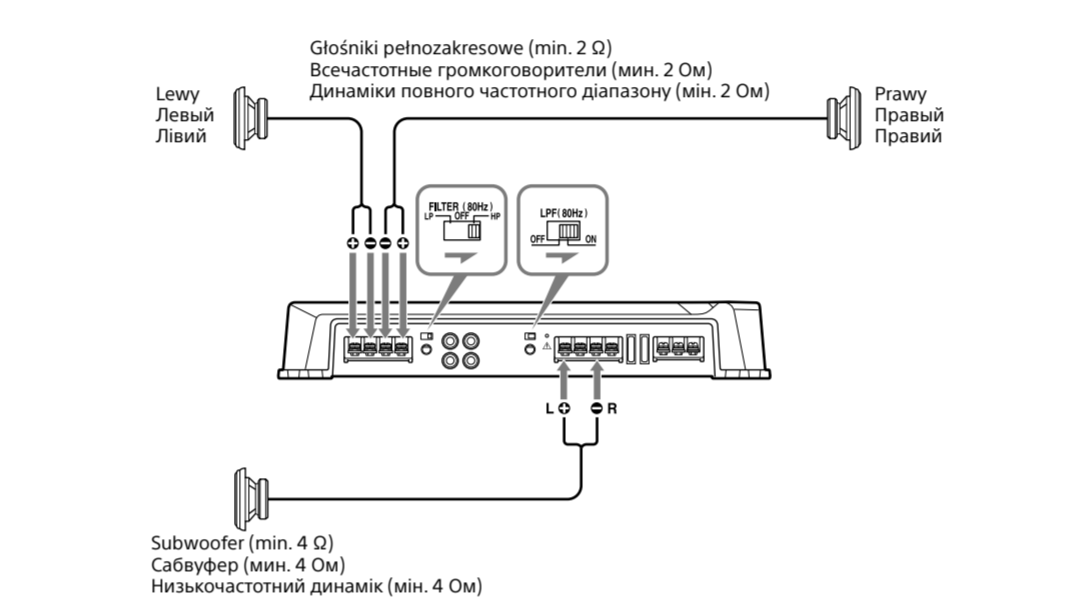 Głośniki pełnozakresowe (min. 2 Ω)
Всечастотные громкоговорители (мин. 2 Ом)
Динаміки повного частотного діапазону (мін. 2 Ом)
Lewy
Левый
Лівий
Prawy
Правый
Правий
FILTER (80Hz)
LP OFF HP
LPF(80Hz)
OFF ON
L R
Subwoofer (min. 4 Ω)
Сабвуфер (мин. 4 Ом)
Низькочастотний динамік (мін. 4 Ом)